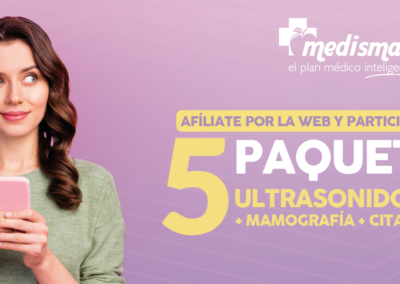 medisma
el plan médico intelige
AFÍLIATE POR LA WEB Y PARTICI
5 PAQUET
ULTRASONIDO
+ MAMOGRAFÍA + CITA